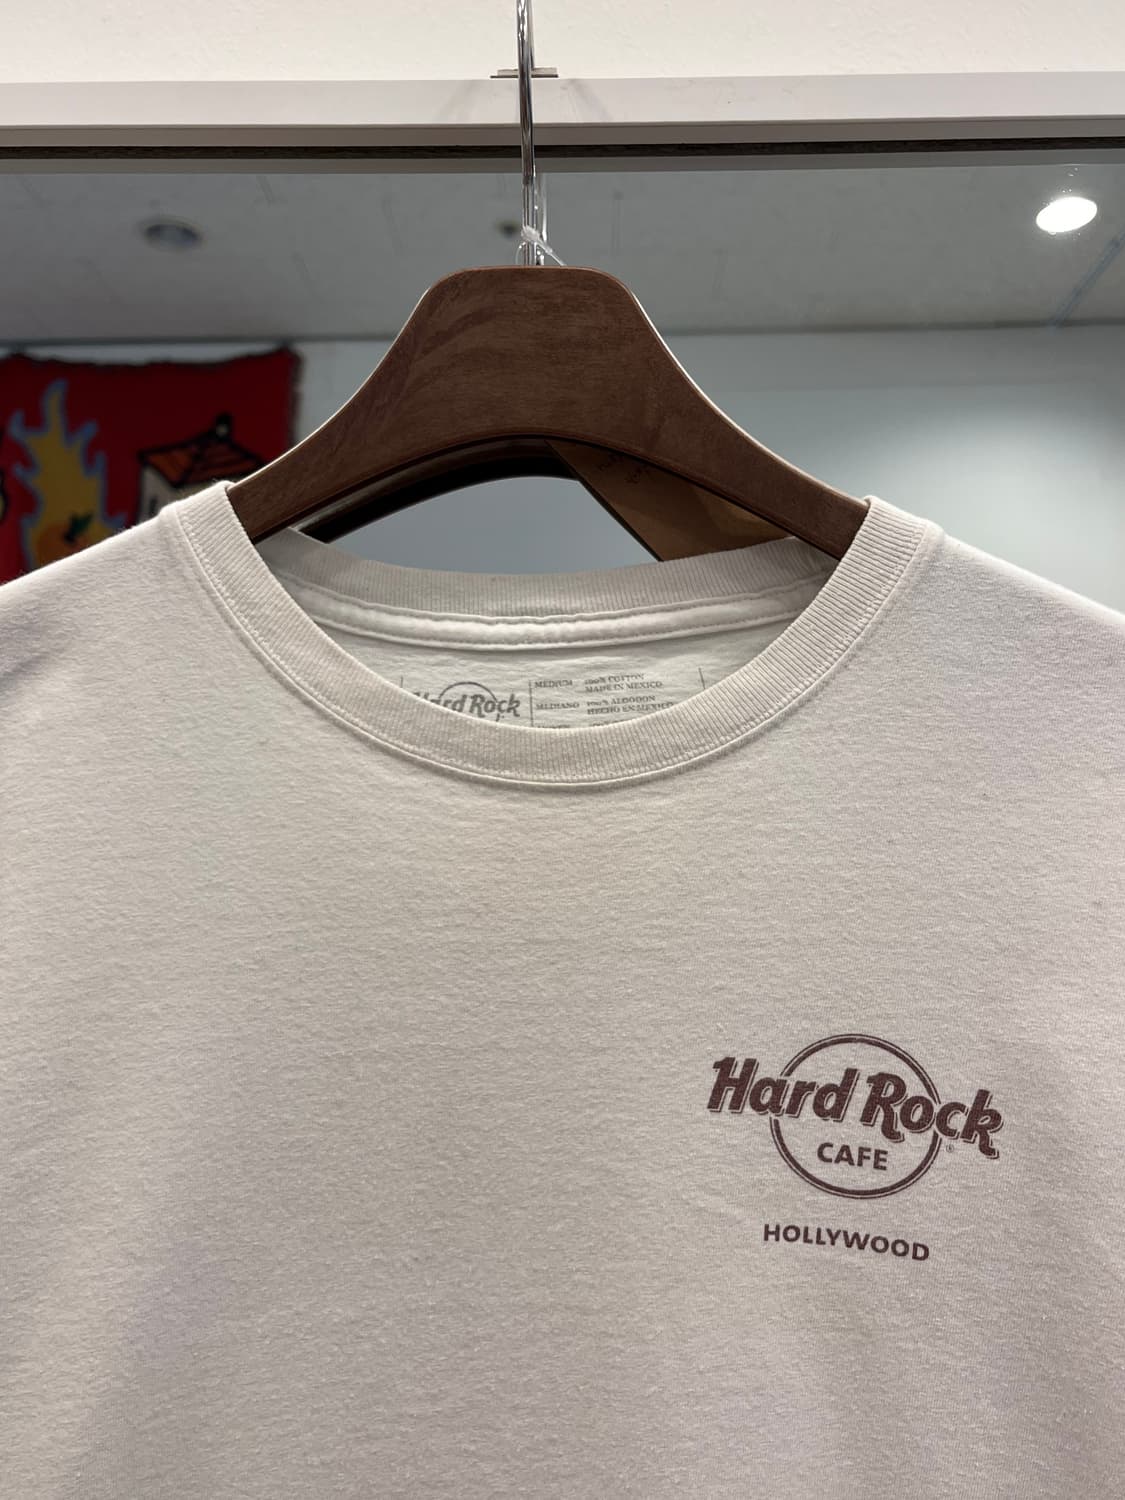 Hard Rock
MEDIUM 100% COTTON
MADE IN MEXICO
MEDIANO 100% ALGODON
HECHO EN MEXICO
Hard Rock
CAFE
®
HOLLYWOOD